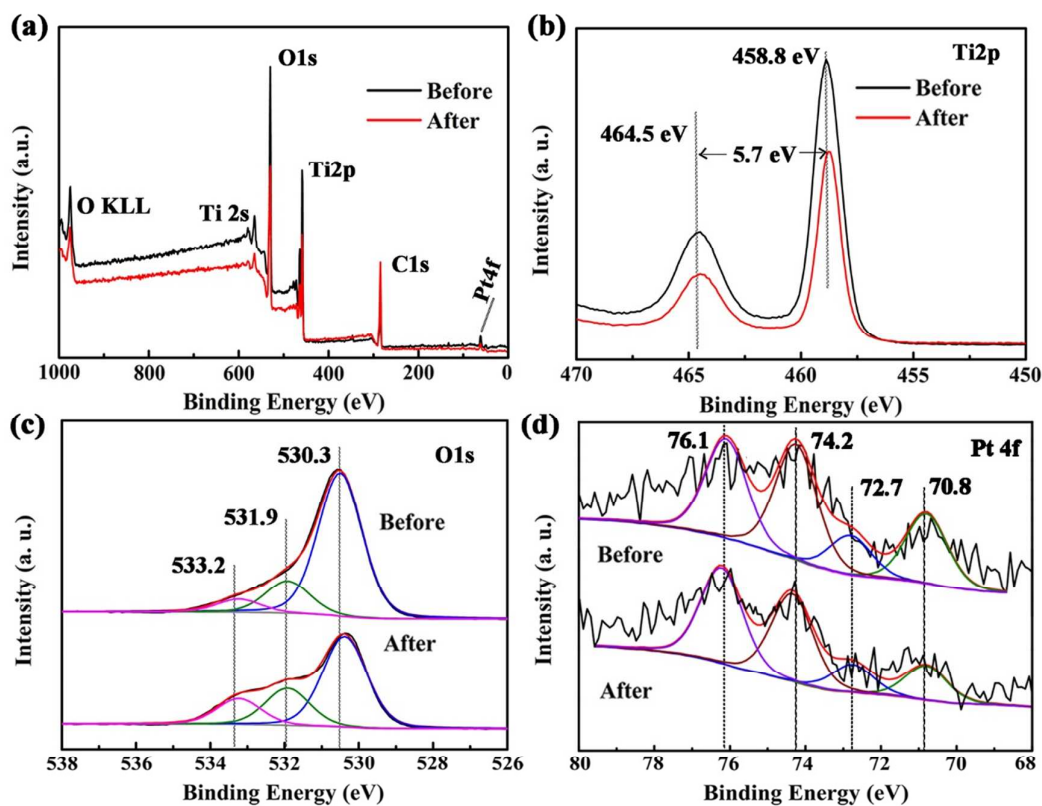 (a)
O1s
Before
After
Ti2p
O KLL
Ti 2s
C1s
Pt4f
Intensity (a.u.)
1000 800 600 400 200 0
Binding Energy (eV)
(b)
458.8 eV
Ti2p
Before
After
464.5 eV
5.7 eV
Intensity (a. u.)
470 465 460 455 450
Binding Energy (eV)
(c)
530.3
O1s
531.9
Before
533.2
After
Intensity (a. u.)
538 536 534 532 530 528 526
Binding Energy (eV)
(d)
76.1 74.2
Pt 4f
72.7 70.8
Before
After
Intensity (a. u.)
80 78 76 74 72 70 68
Binding Energy (eV)